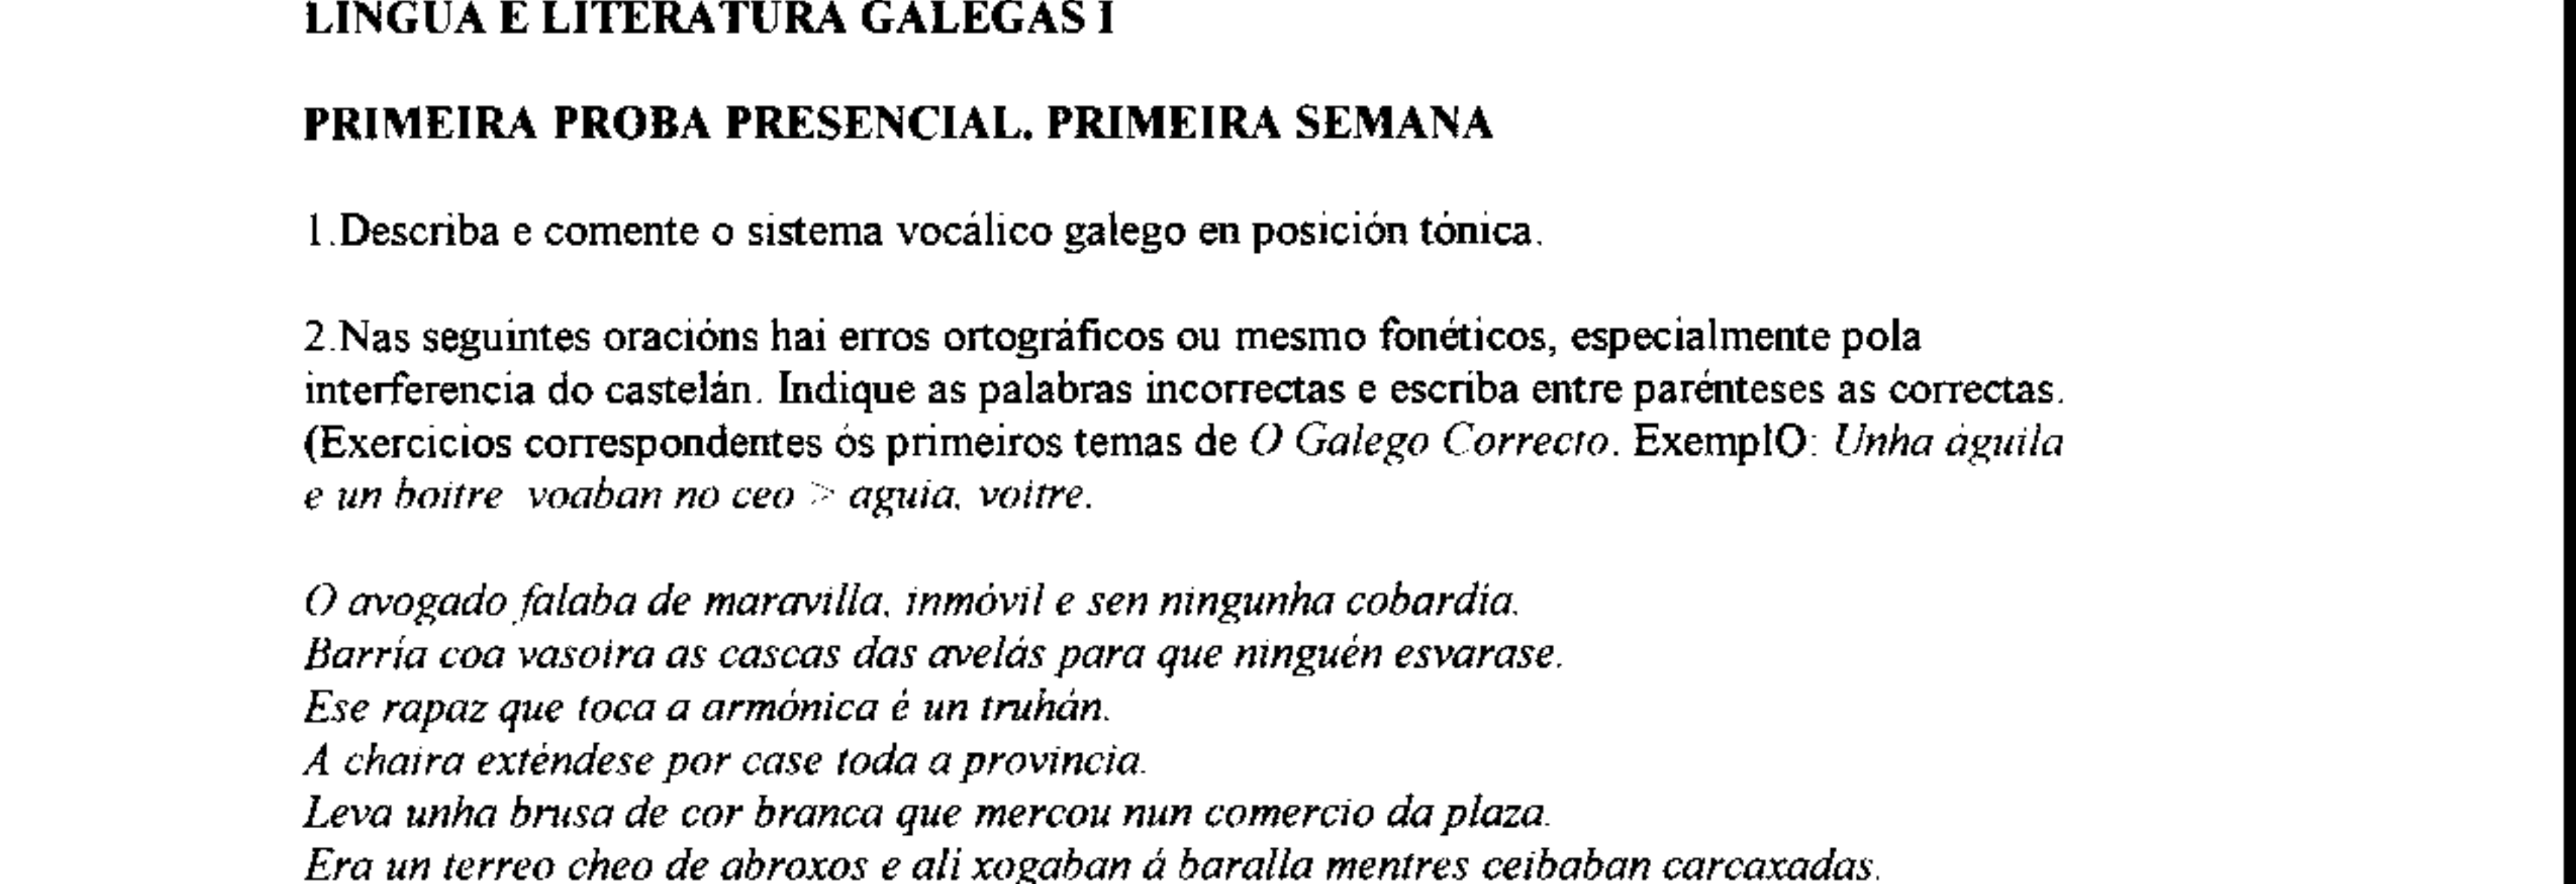 LINGUA E LITERATURA GALEGAS I
PRIMEIRA PROBA PRESENCIAL. PRIMEIRA SEMANA
1.Describa e comente o sistema vocálico galego en posición tónica.
2.Nas seguintes oracións hai erros ortográficos ou mesmo fonéticos, especialmente pola
interferencia do castelán. Indique as palabras incorrectas e escriba entre parénteses as correctas.
(Exercicios correspondentes ós primeiros temas de O Galego Correcto. ExemplO: Unha águila
e un boitre voaban no ceo > aguia, voitre.
O avogado falaba de maravilla, inmóvil e sen ningunha cobardía.
Barría coa vasoira as cascas das avelás para que ninguén esvarase.
Ese rapaz que toca a armónica é un truhán.
A chaira exténdese por case toda a provincia.
Leva unha brusa de cor branca que mercou nun comercio da plaza.
Era un terreo cheo de abroxos e ali xogaban á baralla mentres ceibaban carcaxadas.